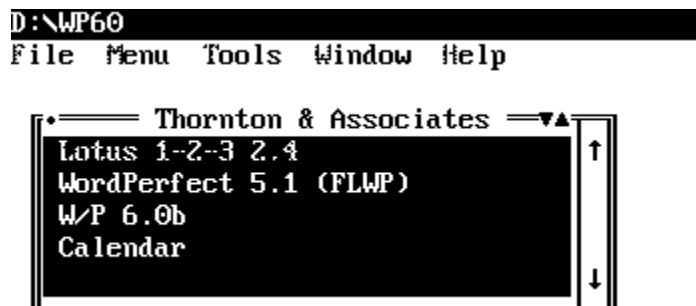 D:\WP60
File Menu Tools Window Help
Thornton & Associates
Lotus 1-2-3 2.4
WordPerfect 5.1 (FLWP)
W/P 6.0b
Calendar